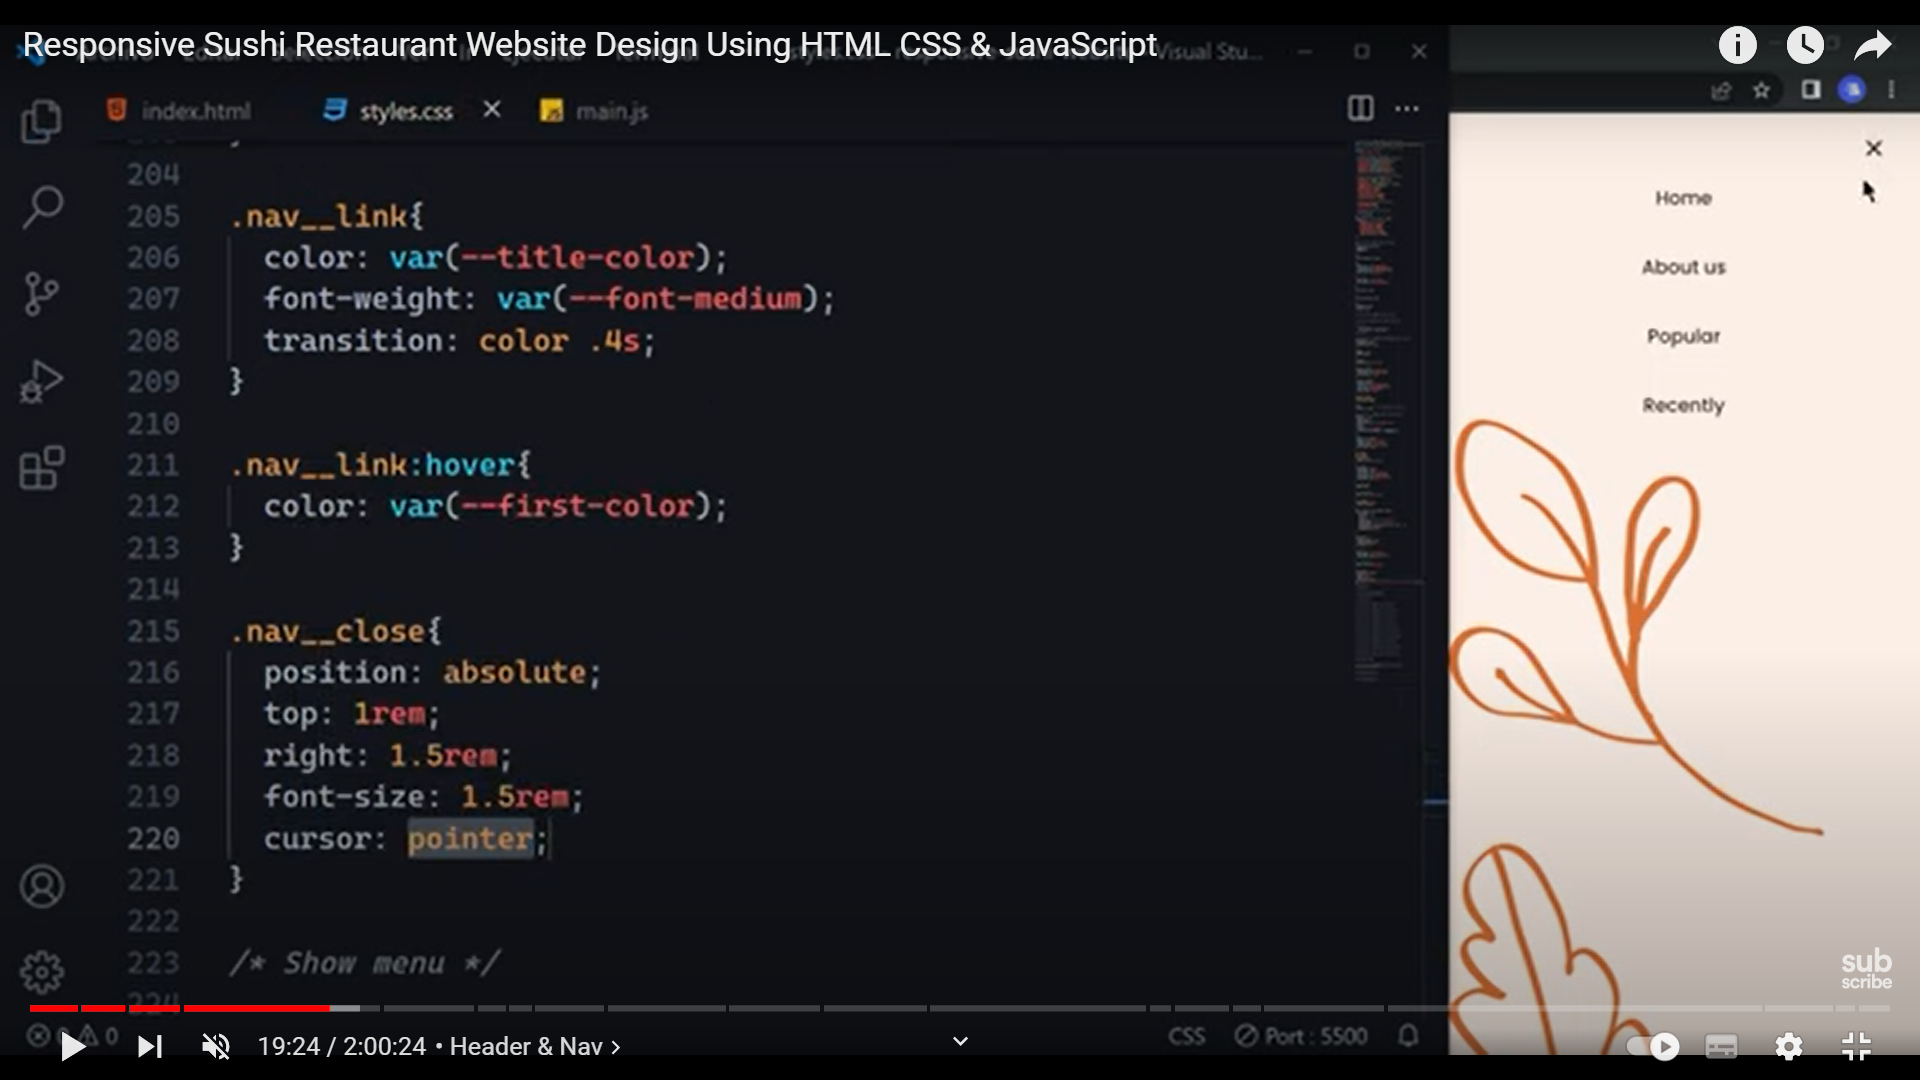 Responsive Sushi Restaurant Website Design Using HTML CSS & JavaScript
Visual Stu...
index.html
styles.css
main.js
204
205 .nav__link{
206 color: var(--title-color);
207 font-weight: var(--font-medium);
208 transition: color .4s;
209 }
210
211 .nav__link:hover{
212 color: var(--first-color);
213 }
214
215 .nav__close{
216 position: absolute;
217 top: 1rem;
218 right: 1.5rem;
219 font-size: 1.5rem;
220 cursor: pointer;
221 }
222
223 /* Show menu */
224
Home
About us
Popular
Recently
sub
scribe
0
19:24 / 2:00:24 • Header & Nav
CSS
Port : 5500